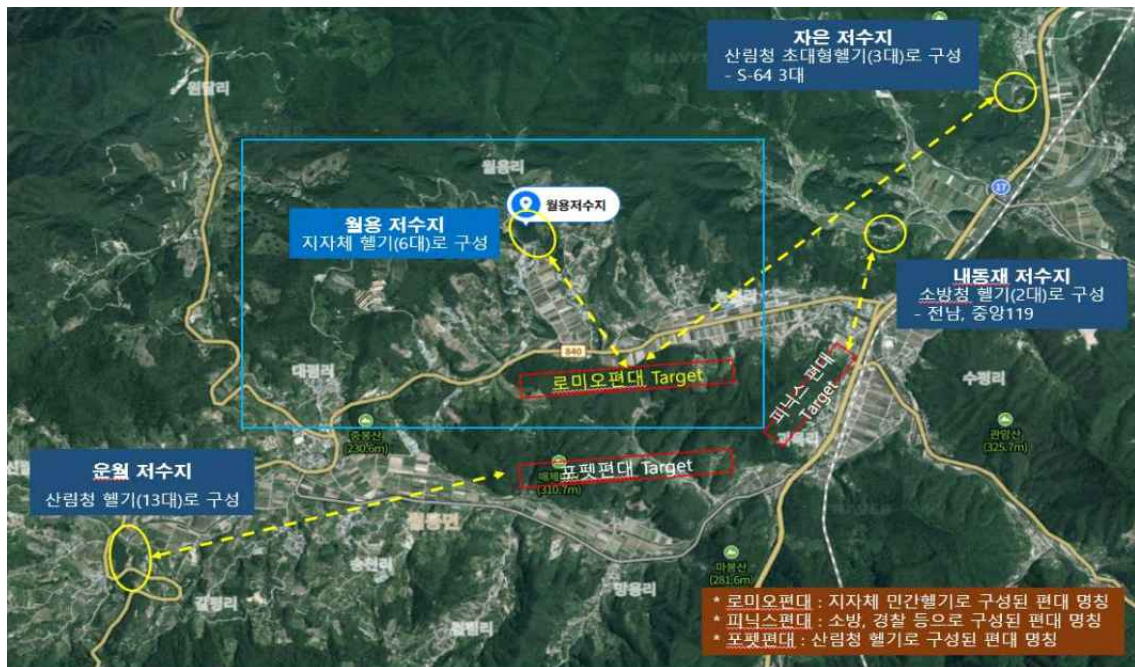 자은 저수지
산림청 초대형헬기(3대)로 구성
- S-64 3대
원달리
월용리
월용저수지
17
월용 저수지
지자체 헬기(6대)로 구성
내동재 저수지
소방청 헬기(2대)로 구성
- 전남, 중앙119
840
로미오편대 Target
피닉스 편대
Target
대평리
수평리
중봉산
(230.6m)
관암산
(325.7m)
운월 저수지
산림청 헬기(13대)로 구성
포펫편대 Target
(310.7m)
월등면
송천리
망용리
마봉산
(281.6m)
갈평리
* 로미오편대 : 지자체 민간헬기로 구성된 편대 명칭
* 피닉스편대 : 소방, 경찰 등으로 구성된 편대 명칭
* 포펫편대 : 산림청 헬기로 구성된 편대 명칭